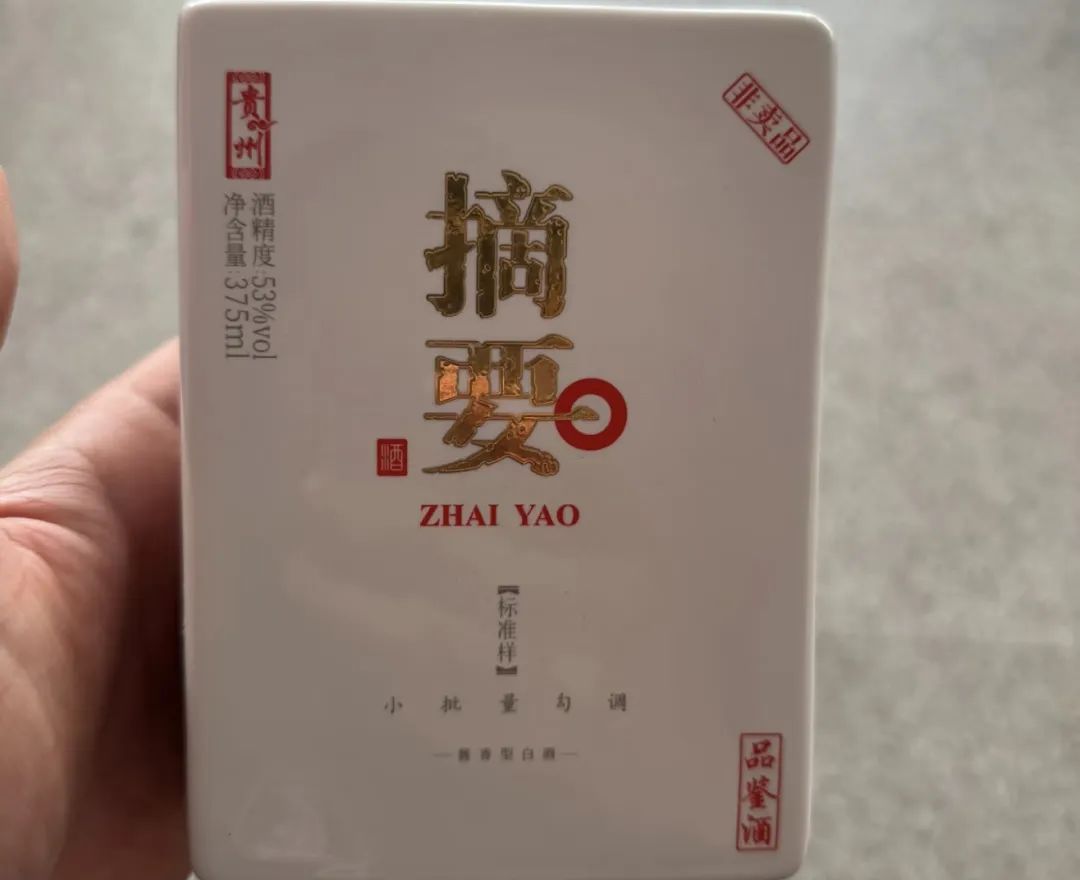 贵州
酒精度:53%vol
净含量:375ml
非卖品
摘要
酒
ZHAI YAO
【标准样】
小批量勾调
—酱香型白酒—
品鉴酒